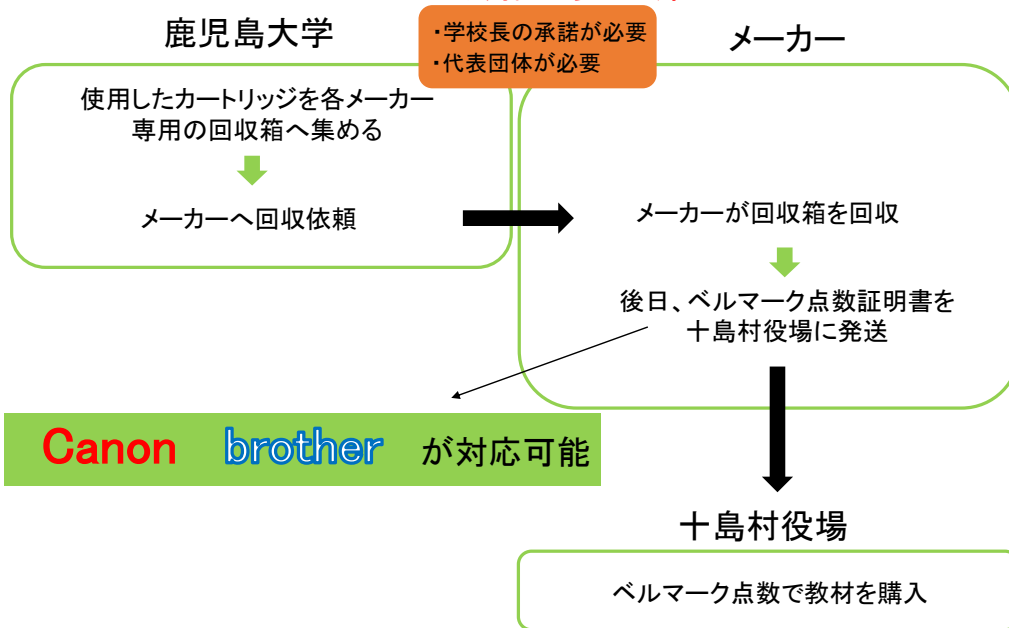 鹿児島大学
・学校長の承諾が必要
・代表団体が必要
メーカー
使用したカートリッジを各メーカー
専用の回収箱へ集める
メーカーへ回収依頼
メーカーが回収箱を回収
後日、ベルマーク点数証明書を
十島村役場に発送
Canon brother が対応可能
十島村役場
ベルマーク点数で教材を購入